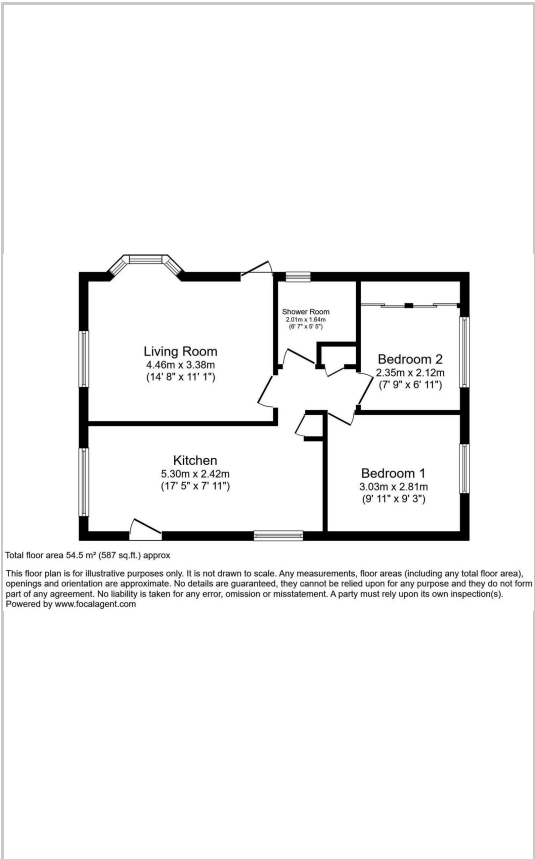 Living Room
4.46m x 3.38m
(14' 8" x 11' 1")
Shower Room
2.01m x 1.64m
(6' 7" x 5' 5")
Bedroom 2
2.35m x 2.12m
(7' 9" x 6' 11")
Kitchen
5.30m x 2.42m
(17' 5" x 7' 11")
Bedroom 1
3.03m x 2.81m
(9' 11" x 9' 3")
Total floor area 54.5 m² (587 sq.ft.) approx
This floor plan is for illustrative purposes only. It is not drawn to scale. Any measurements, floor areas (including any total floor area),
openings and orientation are approximate. No details are guaranteed, they cannot be relied upon for any purpose and they do not form
part of any agreement. No liability is taken for any error, omission or misstatement. A party must rely upon its own inspection(s).
Powered by www.focalagent.com